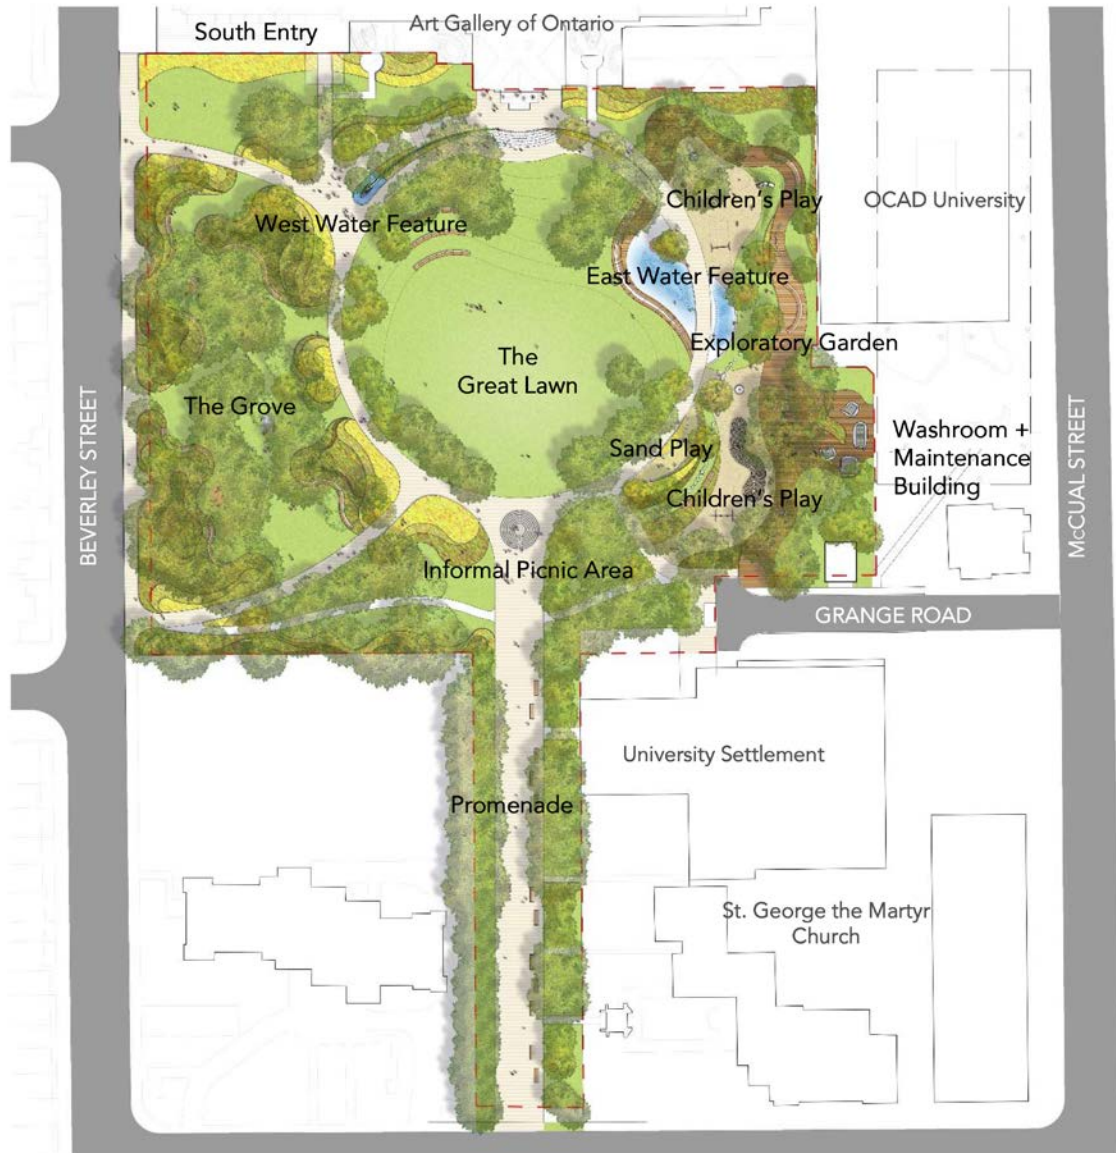 South Entry
Art Gallery of Ontario
Children's Play
OCAD University
West Water Feature
East Water Feature
Exploratory Garden
The
Great Lawn
The Grove
BEVERLEY STREET
Sand Play
Washroom +
Maintenance
Building
McCUAL STREET
Children's Play
Informal Picnic Area
GRANGE ROAD
University Settlement
Promenade
St. George the Martyr
Church